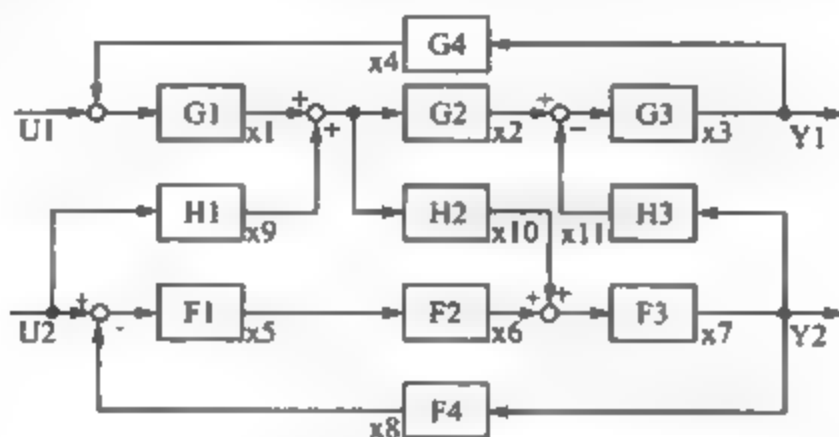 G4
x4
+ +
U1 G1 x1 + G2 x2 - G3 x3 Y1
H1 x9 H2 x10 x11 H3
+ + +
U2 - F1 x5 F2 x6 F3 x7 Y2
F4
x8